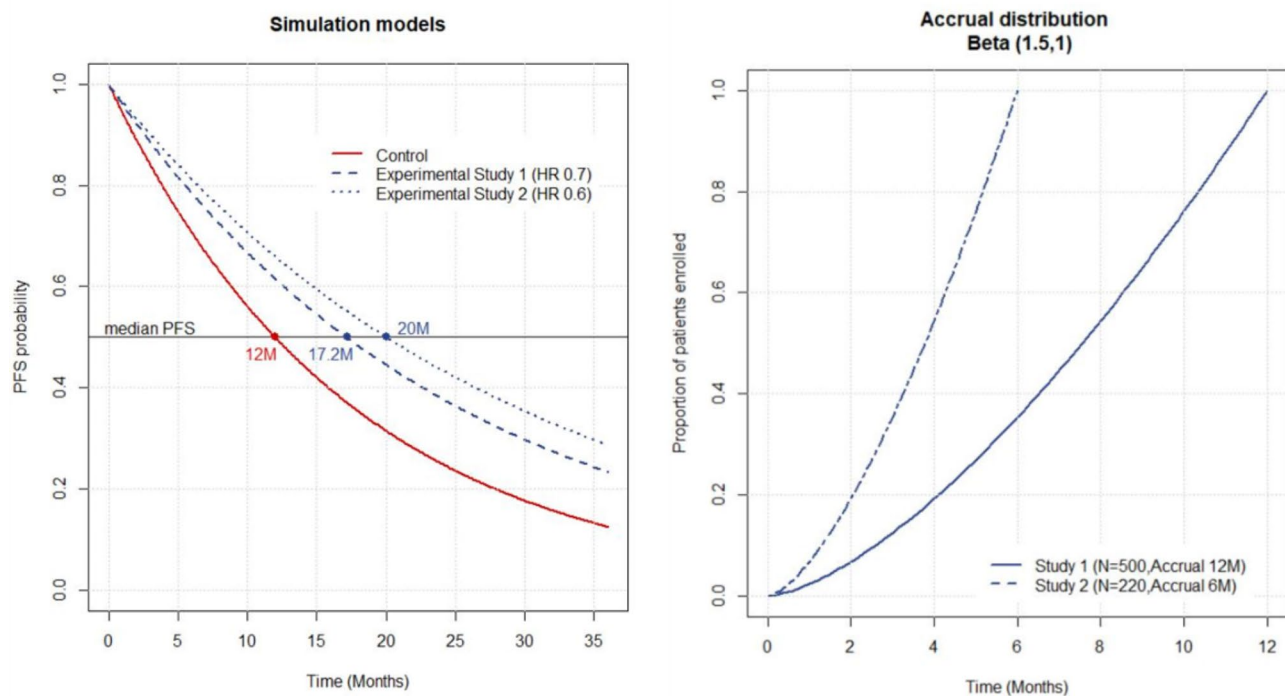 Simulation models
1.0
0.8
0.6
0.4
0.2
0.0
PFS probability
Control
Experimental Study 1 (HR 0.7)
Experimental Study 2 (HR 0.6)
median PFS
12M
17.2M
20M
0 5 10 15 20 25 30 35
Time (Months)
Accrual distribution
Beta (1.5,1)
1.0
0.8
0.6
0.4
0.2
0.0
Proportion of patients enrolled
Study 1 (N=500,Accrual 12M)
Study 2 (N=220,Accrual 6M)
0 2 4 6 8 10 12
Time (Months)